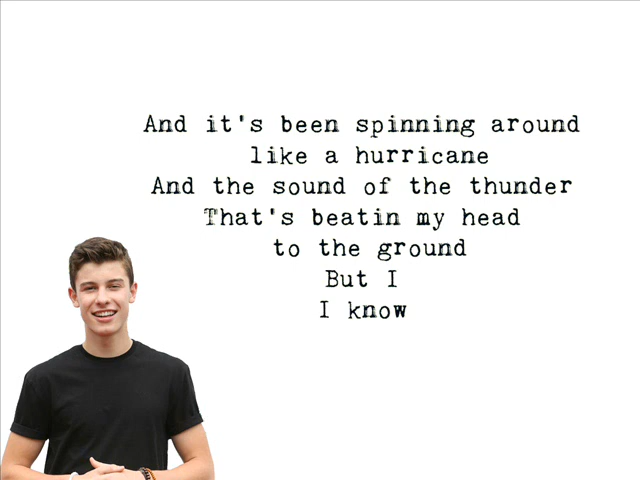 And it's been spinning around
like a hurricane
And the sound of the thunder
That's beatin my head
to the ground
But I
I know